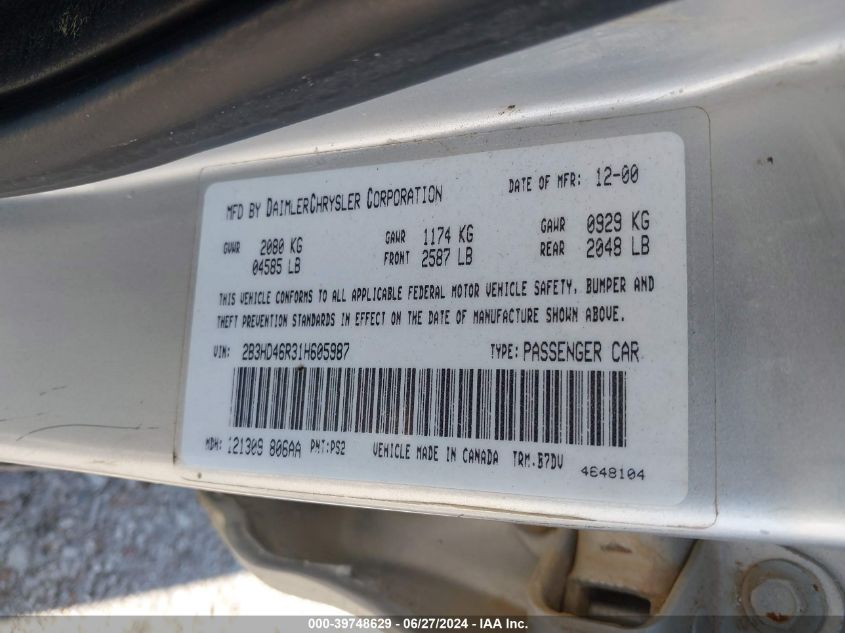 MFD BY DAIMLERCHRYSLER CORPORATION DATE OF MFR: 12-00
GVWR 2080 KG GAWR 1174 KG GAWR 0929 KG
04585 LB FRONT 2587 LB REAR 2048 LB
THIS VEHICLE CONFORMS TO ALL APPLICABLE FEDERAL MOTOR VEHICLE SAFETY, BUMPER AND
THEFT PREVENTION STANDARDS IN EFFECT ON THE DATE OF MANUFACTURE SHOWN ABOVE.
VIN: 2B3HD46R31H605987 TYPE: PASSENGER CAR
MDH: 121309 806AA PNT:PS2 VEHICLE MADE IN CANADA TRM.B7DV
4648104
000-39748629 - 06/27/2024 - IAA Inc.